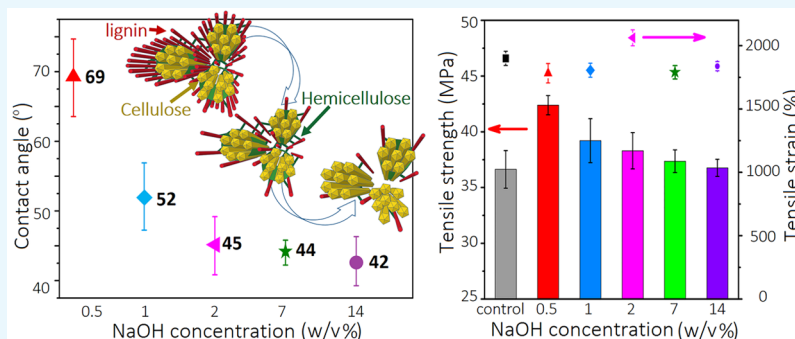 lignin
Cellulose
Hemicellulose
69
52
45
44
42
Contact angle (°)
70
60
50
40
0.5 1 2 7 14
NaOH concentration (w/v%)
Tensile strength (MPa)
50
45
40
35
30
25
2000
1500
1000
500
0
Tensile strain (%)
control 0.5 1 2 7 14
NaOH concentration (w/v%)